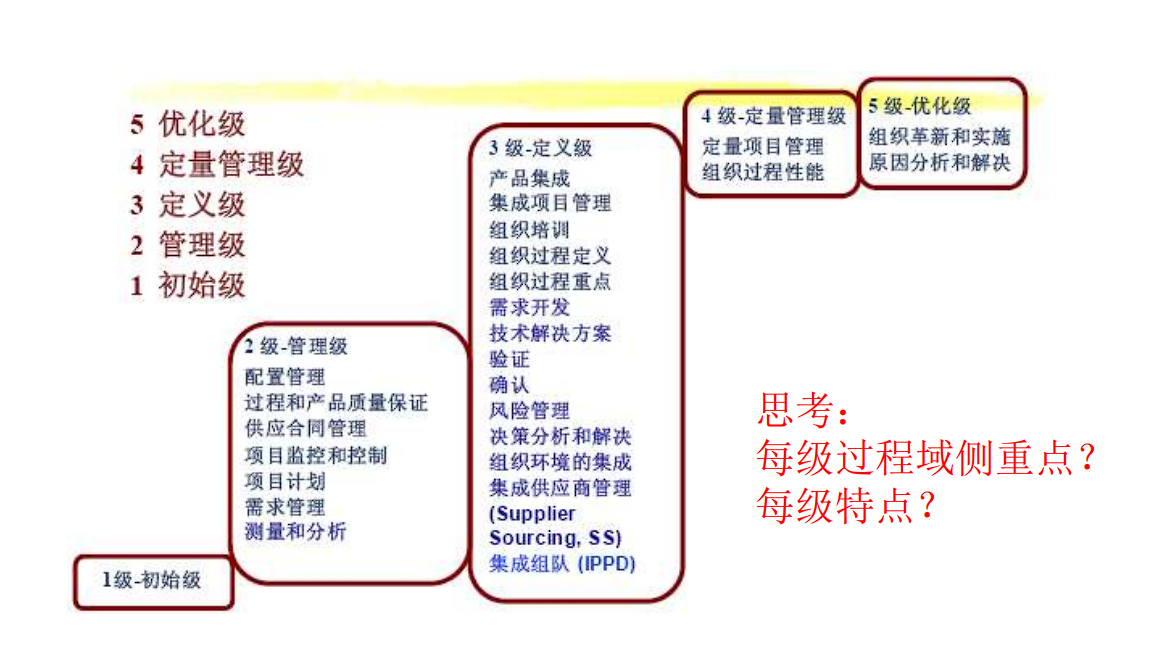 5 优化级
4 定量管理级
3 定义级
2 管理级
1 初始级
1级-初始级
2 级-管理级
配置管理
过程和产品质量保证
供应合同管理
项目监控和控制
项目计划
需求管理
测量和分析
3 级-定义级
产品集成
集成项目管理
组织培训
组织过程定义
组织过程重点
需求开发
技术解决方案
验证
确认
风险管理
决策分析和解决
组织环境的集成
集成供应商管理
(Supplier
Sourcing, SS)
集成组队 (IPPD)
4 级-定量管理级
定量项目管理
组织过程性能
5 级-优化级
组织革新和实施
原因分析和解决
思考：
每级过程域侧重点？
每级特点？